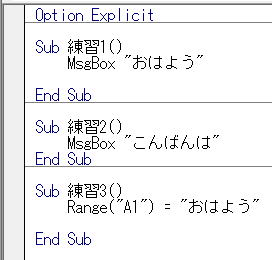 Option Explicit
Sub 練習1()
MsgBox "おはよう"
End Sub
Sub 練習2()
MsgBox "こんばんは"
End Sub
Sub 練習3()
Range("A1") = "おはよう"
End Sub